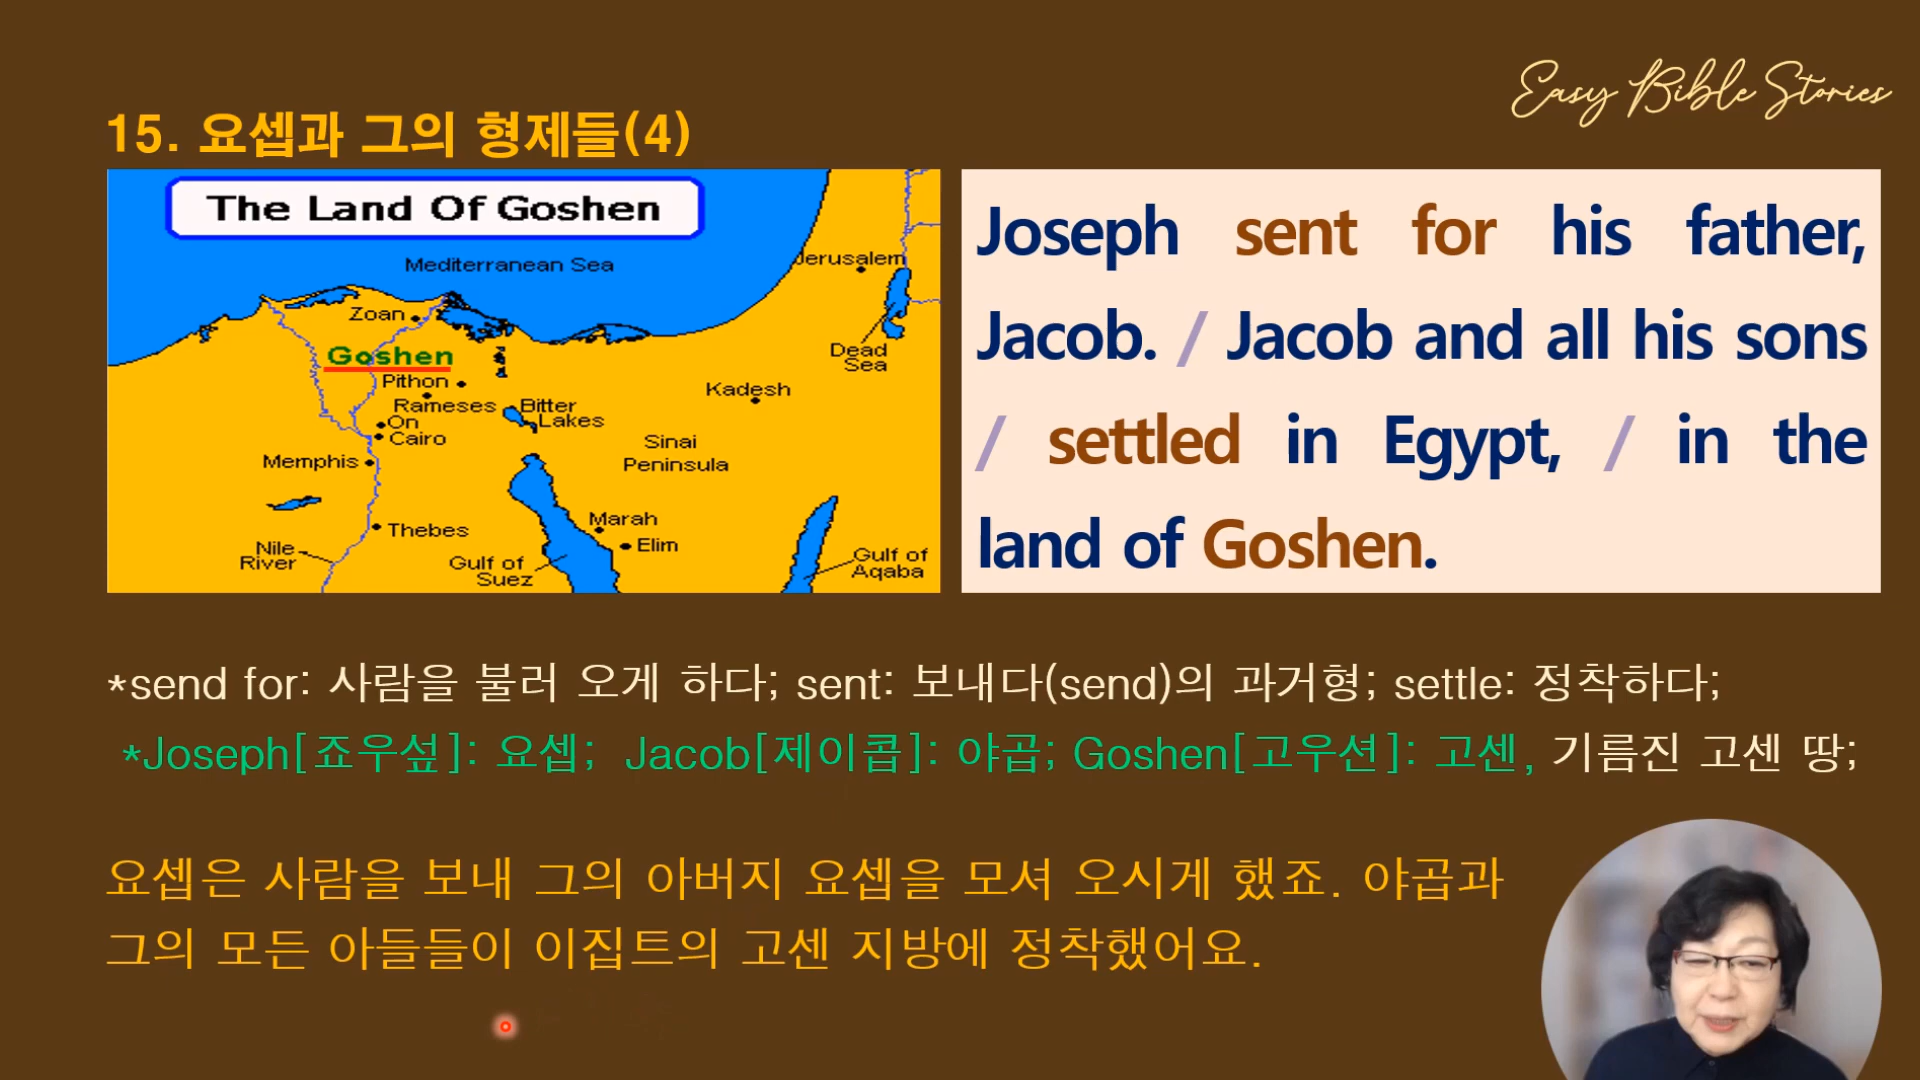 Easy Bible Stories
15. 요셉과 그의 형제들(4)
The Land Of Goshen
Mediterranean Sea
Jerusalem
Zoan
Goshen
Dead
Sea
Pithon
Kadesh
Rameses
Bitter
Lakes
On
Cairo
Sinai
Peninsula
Memphis
Marah
Thebes
Elim
Nile
River
Gulf of
Suez
Gulf of
Aqaba
Joseph sent for his father,
Jacob. / Jacob and all his sons
/ settled in Egypt, / in the
land of Goshen.
*send for: 사람을 불러 오게 하다; sent: 보내다(send)의 과거형; settle: 정착하다;
*Joseph[죠우섶]: 요셉; Jacob[제이콥]: 야곱; Goshen[고우션]: 고센, 기름진 고센 땅;
요셉은 사람을 보내 그의 아버지 요셉을 모셔 오시게 했죠. 야곱과
그의 모든 아들들이 이집트의 고센 지방에 정착했어요.